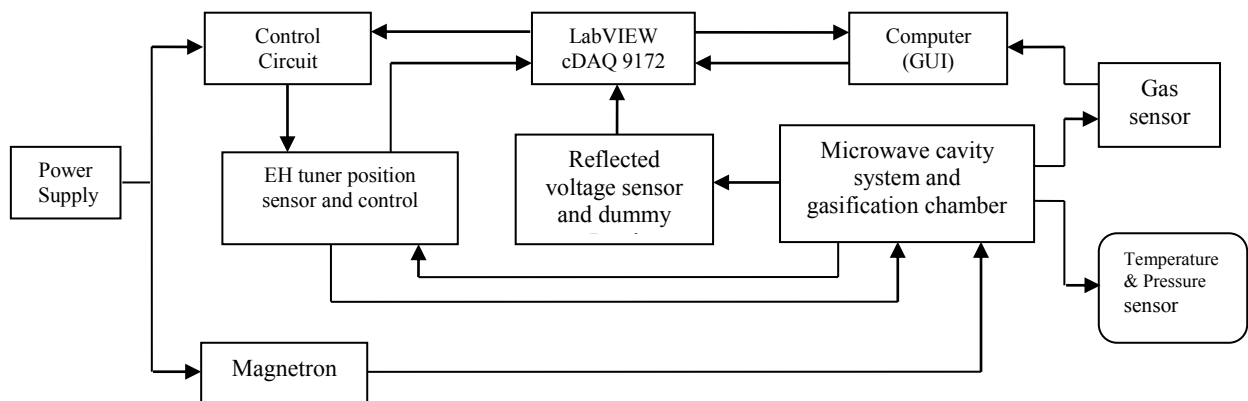 Control
Circuit
LabVIEW
cDAQ 9172
Computer
(GUI)
Gas
sensor
Power
Supply
EH tuner position
sensor and control
Reflected
voltage sensor
and dummy
Microwave cavity
system and
gasification chamber
Temperature
& Pressure
sensor
Magnetron